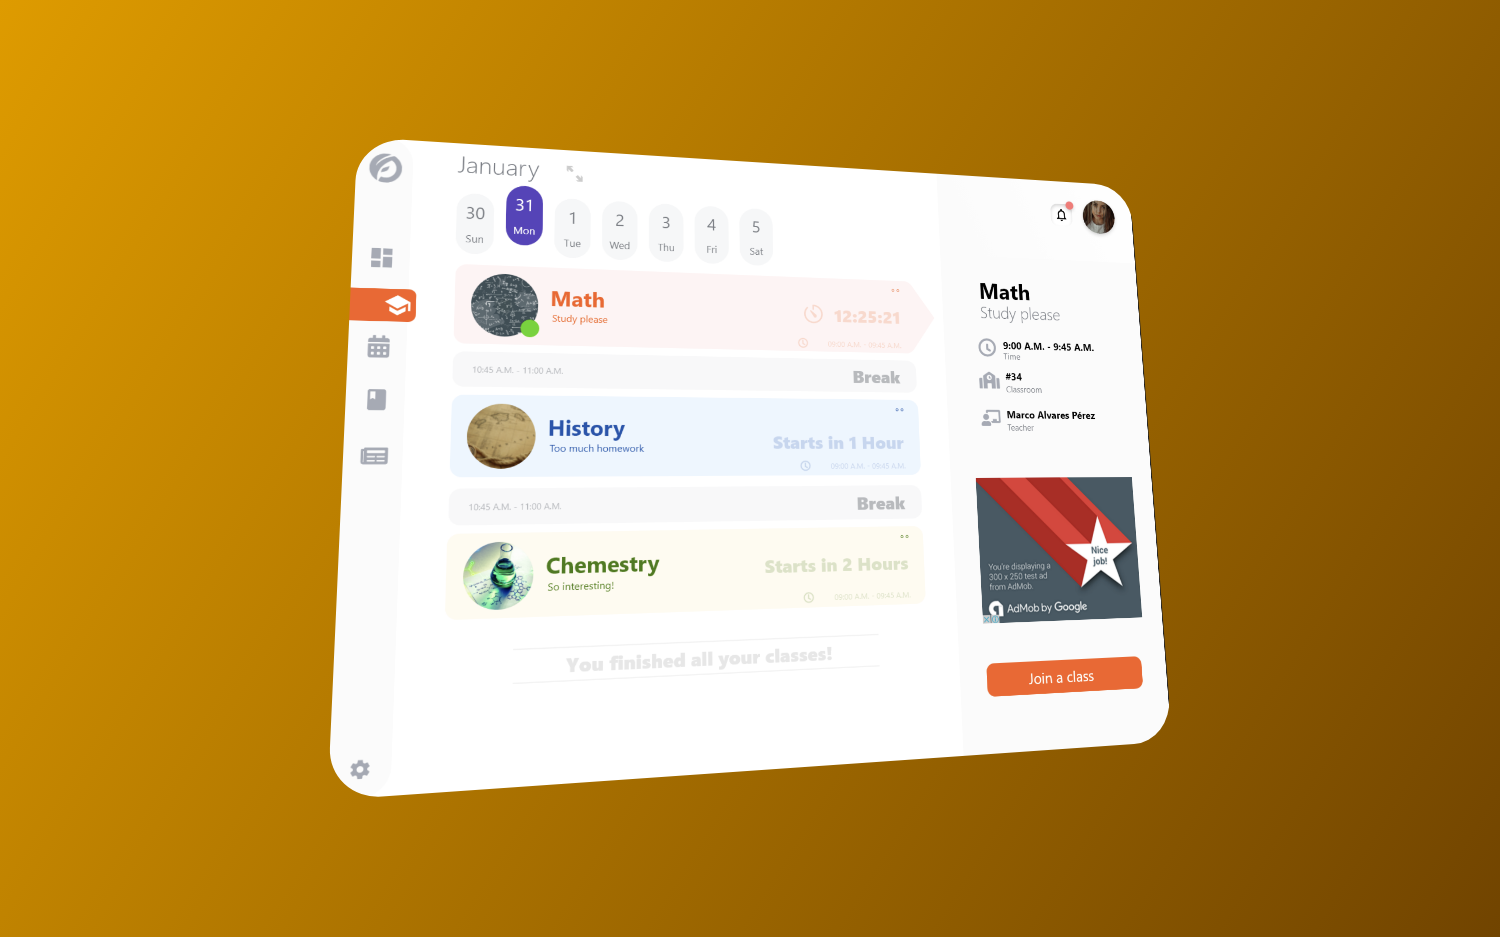 January
30
Sun
31
Mon
1
Tue
2
Wed
3
Thu
4
Fri
5
Sat
Math
Study please
12:25:21
09:00 A.M. - 09:45 A.M.
10:45 A.M. - 11:00 A.M.
Break
History
Too much homework
Starts in 1 Hour
09:00 A.M. - 09:45 A.M.
10:45 A.M. - 11:00 A.M.
Break
Chemestry
So interesting!
Starts in 2 Hours
09:00 A.M. - 09:45 A.M.
You finished all your classes!
Math
Study please
9:00 A.M. - 9:45 A.M.
Time
#34
Classroom
Marco Alvares Pérez
Teacher
Nice
job!
You're displaying a
300 x 250 test ad
from AdMob.
AdMob by Google
Join a class